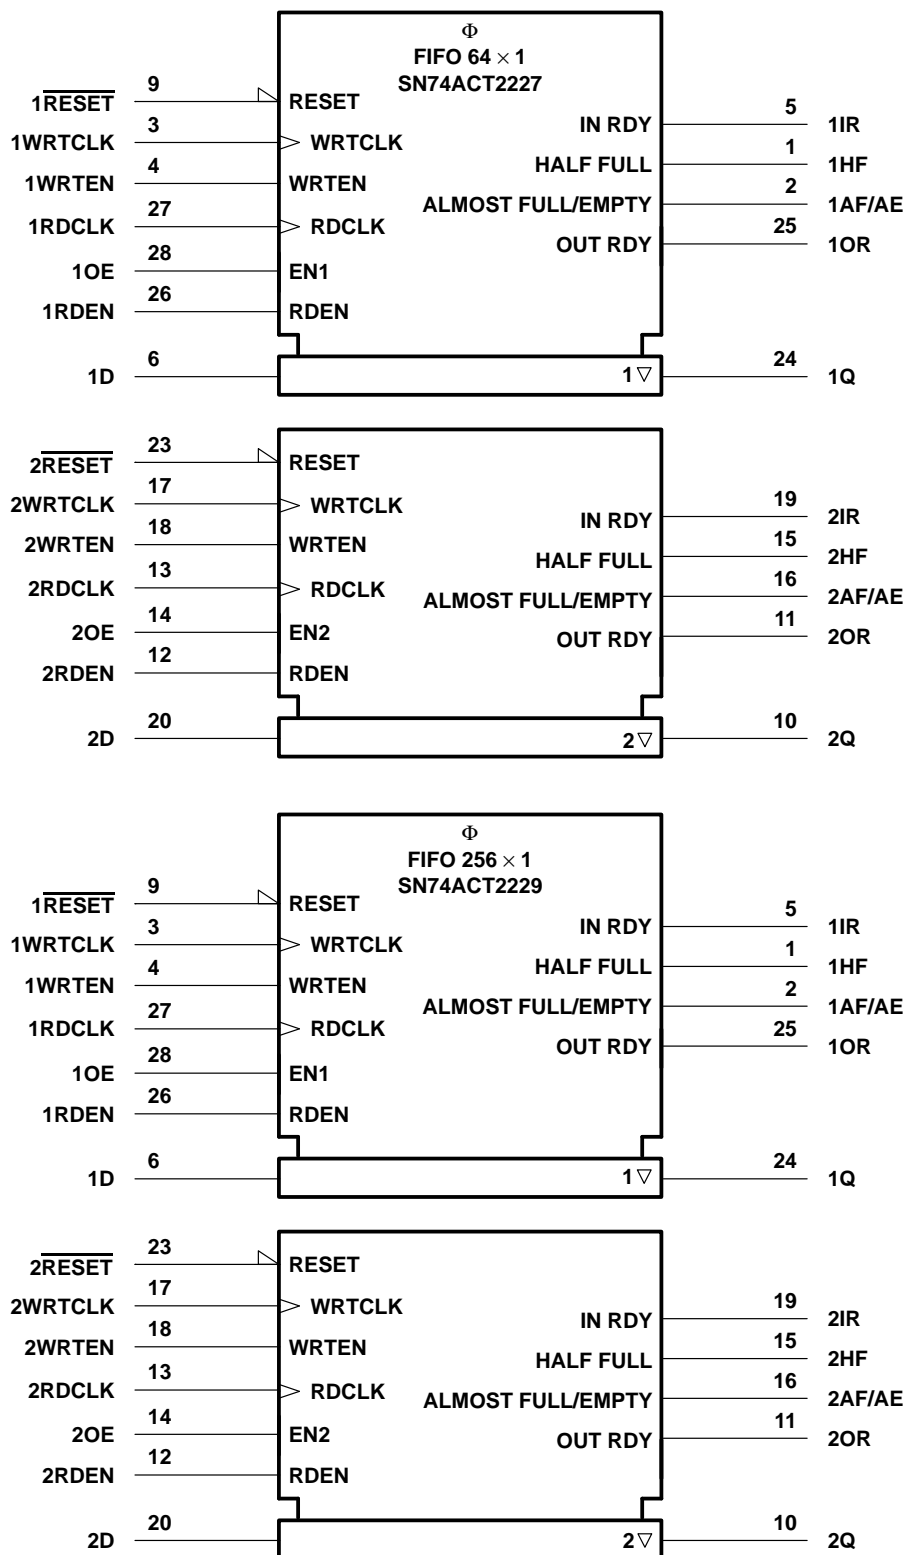 Φ
FIFO 64 × 1
SN74ACT2227
1RESET 9 RESET
1WRTCLK 3 WRTCLK
1WRTEN 4 WRTEN
1RDCLK 27 RDCLK
1OE 28 EN1
1RDEN 26 RDEN
IN RDY 5 1IR
HALF FULL 1 1HF
ALMOST FULL/EMPTY 2 1AF/AE
OUT RDY 25 1OR
1D 6 1 ▽ 24 1Q
2RESET 23 RESET
2WRTCLK 17 WRTCLK
2WRTEN 18 WRTEN
2RDCLK 13 RDCLK
2OE 14 EN2
2RDEN 12 RDEN
IN RDY 19 2IR
HALF FULL 15 2HF
ALMOST FULL/EMPTY 16 2AF/AE
OUT RDY 11 2OR
2D 20 2 ▽ 10 2Q
Φ
FIFO 256 × 1
SN74ACT2229
1RESET 9 RESET
1WRTCLK 3 WRTCLK
1WRTEN 4 WRTEN
1RDCLK 27 RDCLK
1OE 28 EN1
1RDEN 26 RDEN
IN RDY 5 1IR
HALF FULL 1 1HF
ALMOST FULL/EMPTY 2 1AF/AE
OUT RDY 25 1OR
1D 6 1 ▽ 24 1Q
2RESET 23 RESET
2WRTCLK 17 WRTCLK
2WRTEN 18 WRTEN
2RDCLK 13 RDCLK
2OE 14 EN2
2RDEN 12 RDEN
IN RDY 19 2IR
HALF FULL 15 2HF
ALMOST FULL/EMPTY 16 2AF/AE
OUT RDY 11 2OR
2D 20 2 ▽ 10 2Q